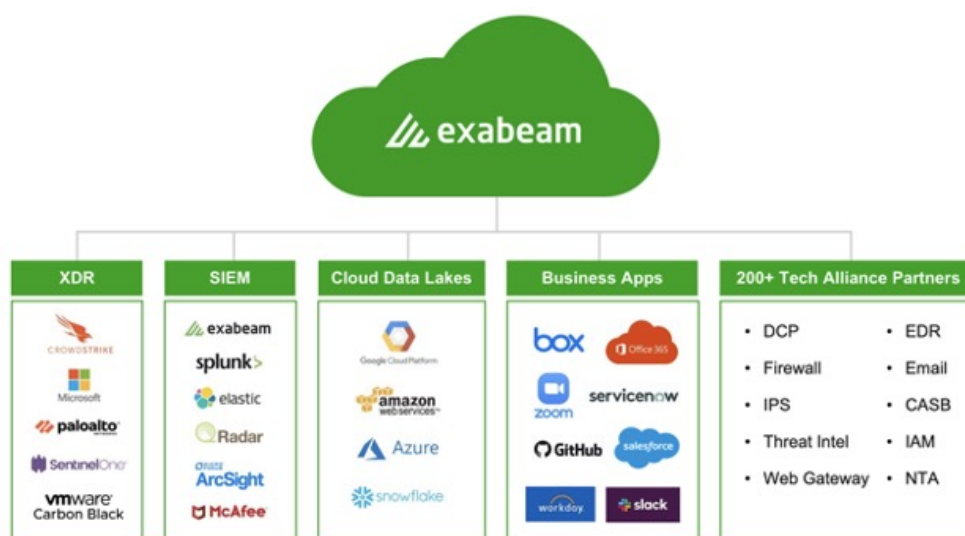 exabeam
XDR
CROWDSTRIKE
Microsoft
paloalto
SentinelOne
vmware
Carbon Black
SIEM
exabeam
splunk>
elastic
QRadar
ArcSight
McAfee
Cloud Data Lakes
Google Cloud Platform
amazon
web services
Azure
snowflake
Business Apps
box
Office 365
zoom
servicenow
GitHub
salesforce
workday.
slack
200+ Tech Alliance Partners
• DCP
• Firewall
• IPS
• Threat Intel
• Web Gateway
• EDR
• Email
• CASB
• IAM
• NTA